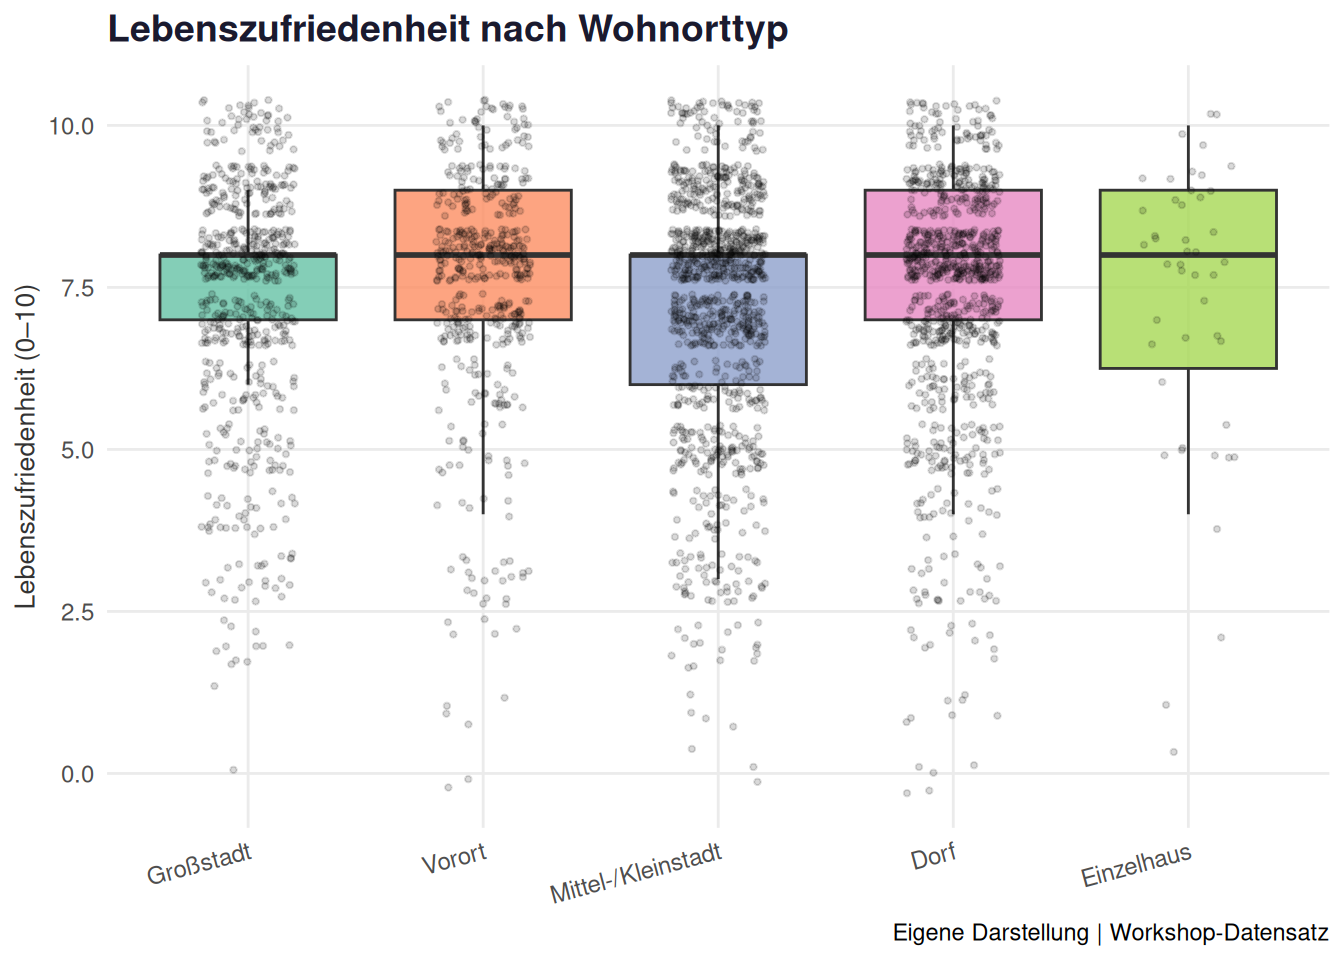 Lebenszufriedenheit nach Wohnorttyp
Lebenszufriedenheit (0–10)
10.0
7.5
5.0
2.5
0.0
Großstadt
Vorort
Mittel-/Kleinstadt
Dorf
Einzelhaus
Eigene Darstellung | Workshop-Datensatz